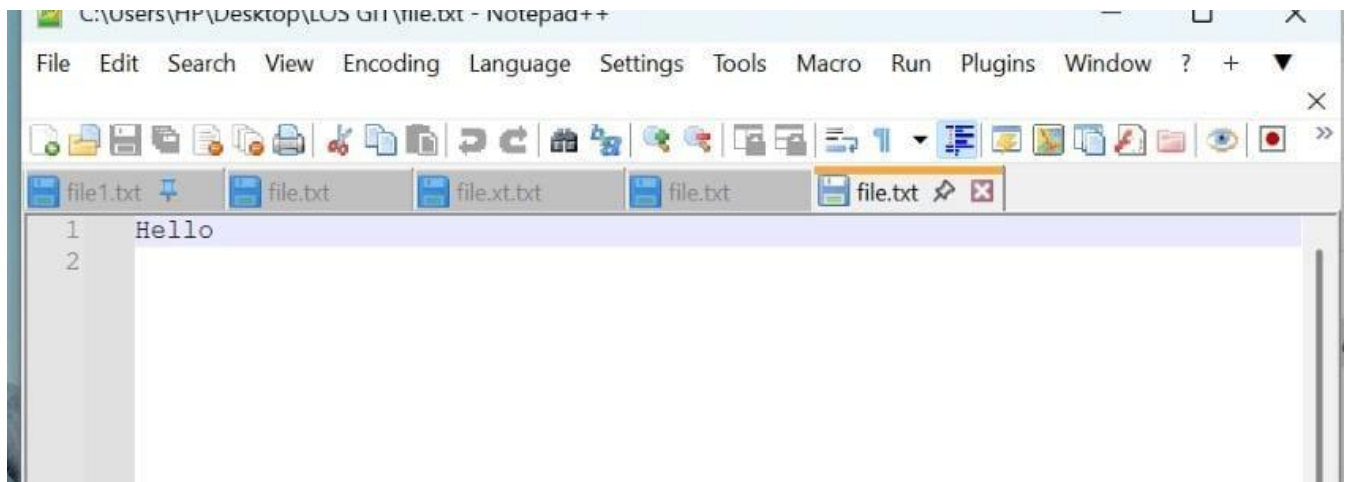 C:\Users\HP\Desktop\LOS GIT\file.txt - Notepad++
File Edit Search View Encoding Language Settings Tools Macro Run Plugins Window ? + ▼
file1.txt file.txt file.xt.txt file.txt file.txt
1 Hello
2